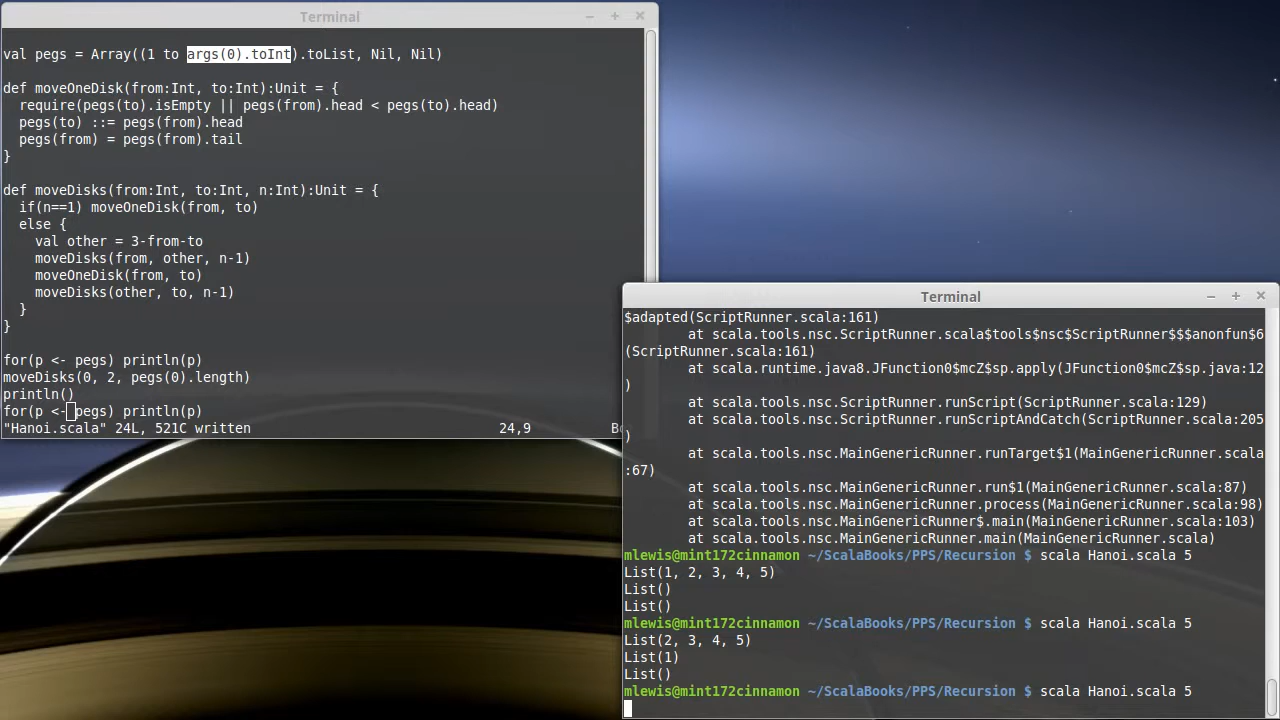 Terminal
val pegs = Array((1 to args(0).toInt).toList, Nil, Nil)
def moveOneDisk(from:Int, to:Int):Unit = {
  require(pegs(to).isEmpty || pegs(from).head < pegs(to).head)
  pegs(to) ::= pegs(from).head
  pegs(from) = pegs(from).tail
}
def moveDisks(from:Int, to:Int, n:Int):Unit = {
  if(n==1) moveOneDisk(from, to)
  else {
    val other = 3-from-to
    moveDisks(from, other, n-1)
    moveOneDisk(from, to)
    moveDisks(other, to, n-1)
  }
}
for(p <- pegs) println(p)
moveDisks(0, 2, pegs(0).length)
println()
for(p <- pegs) println(p)
"Hanoi.scala" 24L, 521C written 24,9
Terminal
$adapted(ScriptRunner.scala:161)
        at scala.tools.nsc.ScriptRunner.scala$tools$nsc$ScriptRunner$$$anonfun$6
(ScriptRunner.scala:161)
        at scala.runtime.java8.JFunction0$mcZ$sp.apply(JFunction0$mcZ$sp.java:12
)
        at scala.tools.nsc.ScriptRunner.runScript(ScriptRunner.scala:129)
        at scala.tools.nsc.ScriptRunner.runScriptAndCatch(ScriptRunner.scala:205
)
        at scala.tools.nsc.MainGenericRunner.runTarget$1(MainGenericRunner.scala
:67)
        at scala.tools.nsc.MainGenericRunner.run$1(MainGenericRunner.scala:87)
        at scala.tools.nsc.MainGenericRunner.process(MainGenericRunner.scala:98)
        at scala.tools.nsc.MainGenericRunner$.main(MainGenericRunner.scala:103)
        at scala.tools.nsc.MainGenericRunner.main(MainGenericRunner.scala)
mlewis@mint172cinnamon ~/ScalaBooks/PPS/Recursion $ scala Hanoi.scala 5
List(1, 2, 3, 4, 5)
List()
List()
mlewis@mint172cinnamon ~/ScalaBooks/PPS/Recursion $ scala Hanoi.scala 5
List(2, 3, 4, 5)
List(1)
List()
mlewis@mint172cinnamon ~/ScalaBooks/PPS/Recursion $ scala Hanoi.scala 5